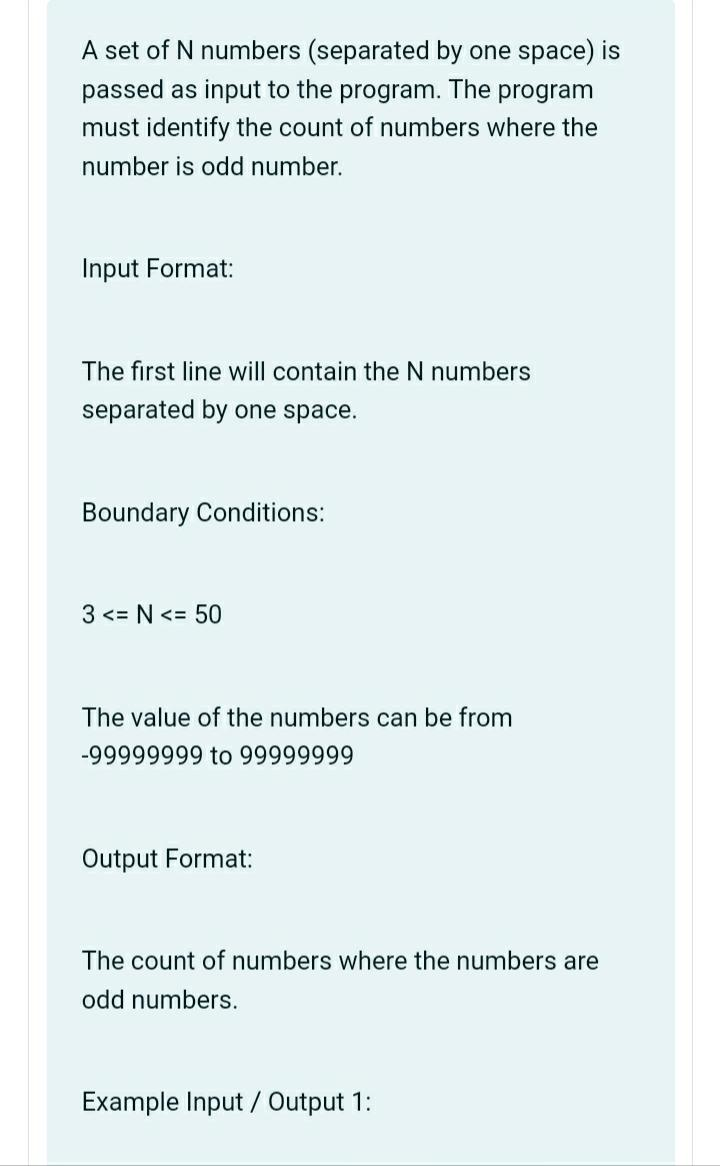 A set of N numbers (separated by one space) is
passed as input to the program. The program
must identify the count of numbers where the
number is odd number.
Input Format:
The first line will contain the N numbers
separated by one space.
Boundary Conditions:
3 <= N <= 50
The value of the numbers can be from
-99999999 to 99999999
Output Format:
The count of numbers where the numbers are
odd numbers.
Example Input / Output 1: